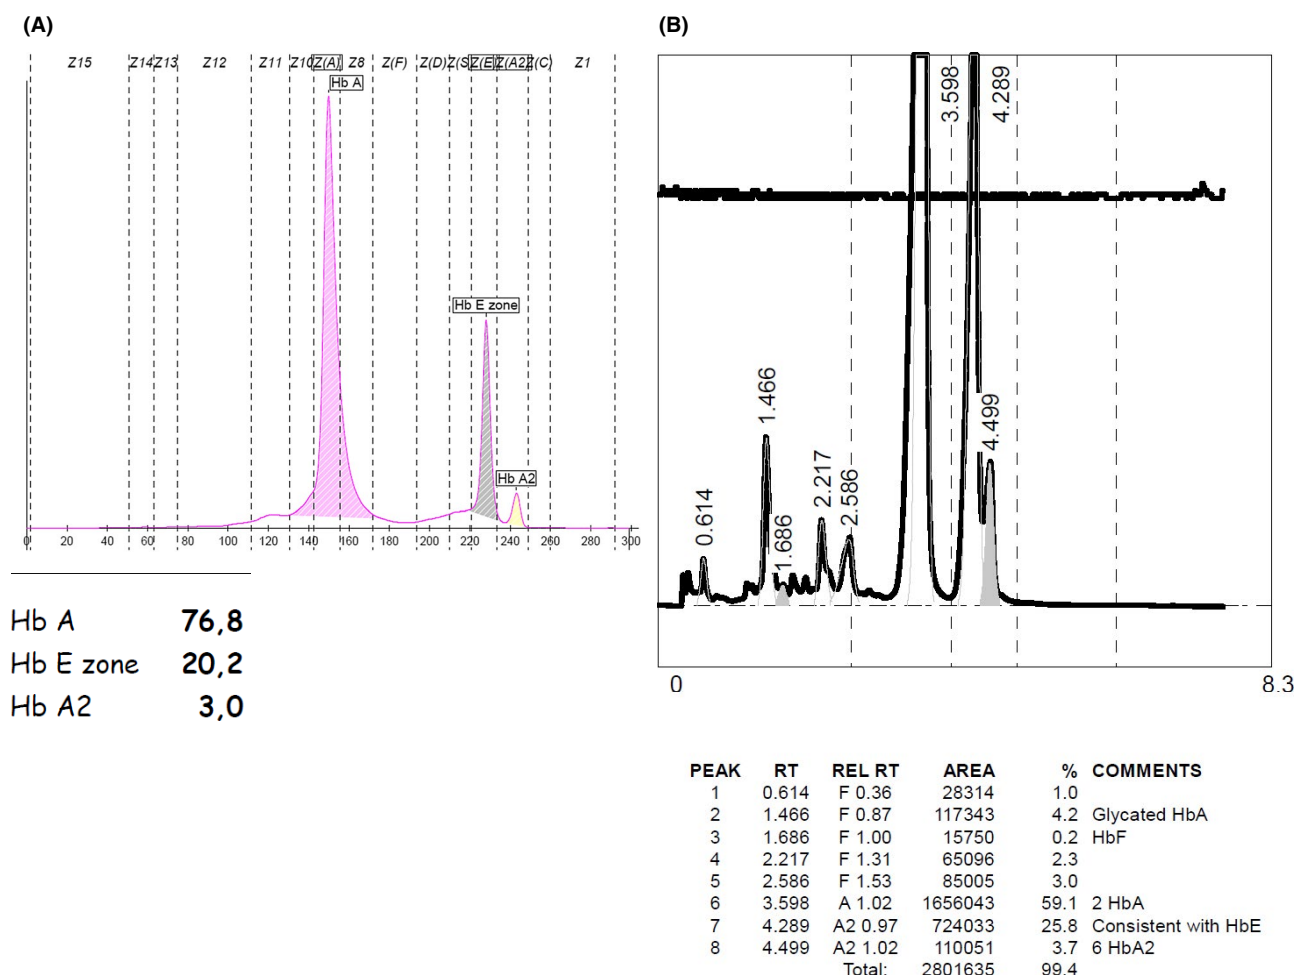 (A)
Z15 Z14 Z13 Z12 Z11 Z10 Z(A) Z8 Z(F) Z(D) Z(S Z(E) Z(A2) Z(C) Z1
Hb A
Hb E zone
Hb A2
0 20 40 60 80 100 120 140 160 180 200 220 240 260 280 300
Hb A 76,8
Hb E zone 20,2
Hb A2 3,0
(B)
3.598
4.289
1.466
4.499
2.217
2.586
0.614
1.686
0 8.3
PEAK RT REL RT AREA % COMMENTS
1 0.614 F 0.36 28314 1.0
2 1.466 F 0.87 117343 4.2 Glycated HbA
3 1.686 F 1.00 15750 0.2 HbF
4 2.217 F 1.31 65096 2.3
5 2.586 F 1.53 85005 3.0
6 3.598 A 1.02 1656043 59.1 2 HbA
7 4.289 A2 0.97 724033 25.8 Consistent with HbE
8 4.499 A2 1.02 110051 3.7 6 HbA2
Total: 2801635 99.4